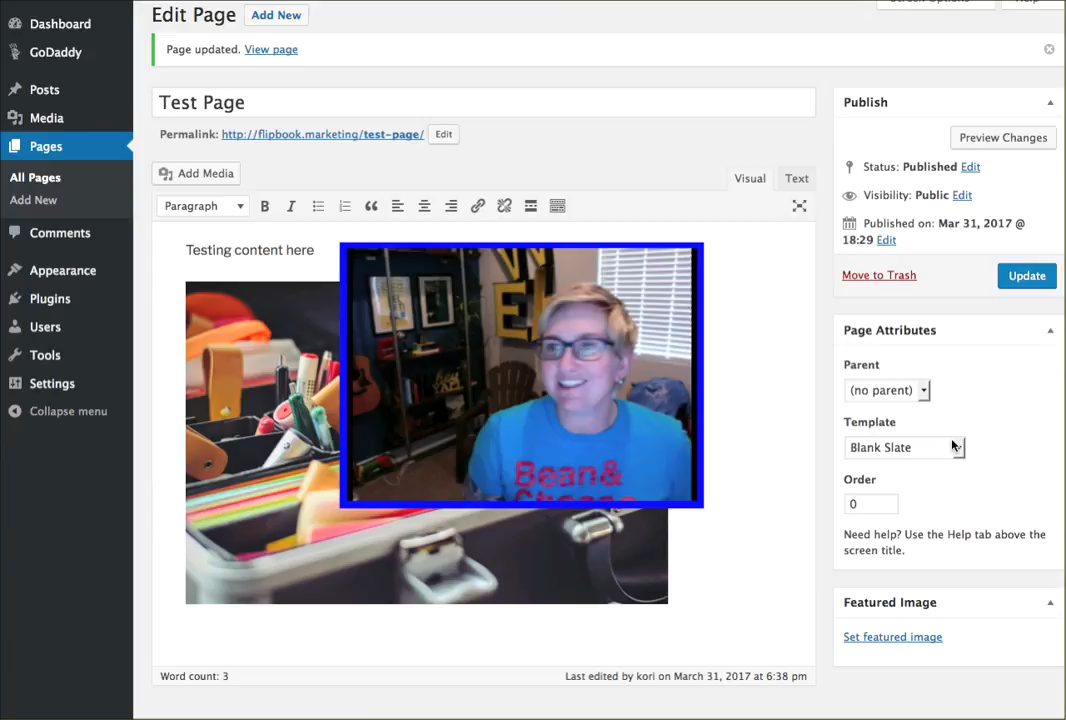 Edit Page Add New
Dashboard
GoDaddy
Posts
Media
Pages
All Pages
Add New
Comments
Appearance
Plugins
Users
Tools
Settings
Collapse menu
Page updated. View page
Test Page
Permalink: http://flipbook.marketing/test-page/ Edit
Add Media
Visual Text
Paragraph
B I
Testing content here
Bean&
Word count: 3
Last edited by kori on March 31, 2017 at 6:38 pm
Publish
Preview Changes
Status: Published Edit
Visibility: Public Edit
Published on: Mar 31, 2017 @
18:29 Edit
Move to Trash
Update
Page Attributes
Parent
(no parent)
Template
Blank Slate
Order
0
Need help? Use the Help tab above the
screen title.
Featured Image
Set featured image